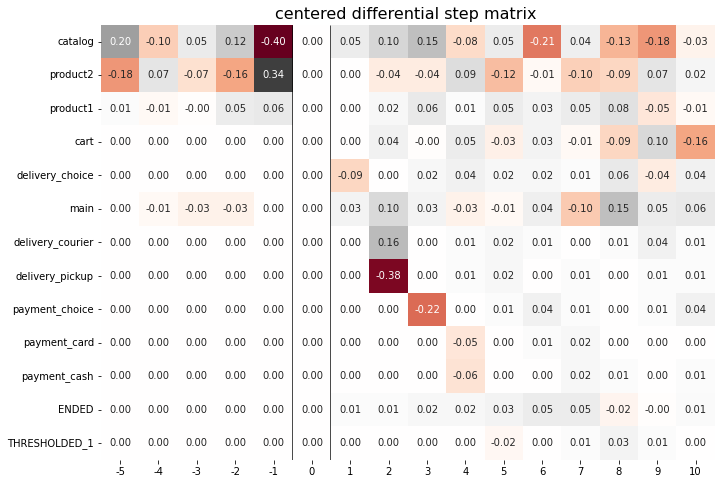 centered differential step matrix
catalog 0.20 -0.10 0.05 0.12 -0.40 0.00 0.05 0.10 0.15 -0.08 0.05 -0.21 0.04 -0.13 -0.18 -0.03
product2 -0.18 0.07 -0.07 -0.16 0.34 0.00 0.00 -0.04 -0.04 0.09 -0.12 -0.01 -0.10 -0.09 0.07 0.02
product1 0.01 -0.01 -0.00 0.05 0.06 0.00 0.00 0.02 0.06 0.01 0.05 0.03 0.05 0.08 -0.05 -0.01
cart 0.00 0.00 0.00 0.00 0.00 0.00 0.00 0.04 -0.00 0.05 -0.03 0.03 -0.01 -0.09 0.10 -0.16
delivery_choice 0.00 0.00 0.00 0.00 0.00 0.00 -0.09 0.00 0.02 0.04 0.02 0.02 0.01 0.06 -0.04 0.04
main 0.00 -0.01 -0.03 -0.03 0.00 0.00 0.03 0.10 0.03 -0.03 -0.01 0.04 -0.10 0.15 0.05 0.06
delivery_courier 0.00 0.00 0.00 0.00 0.00 0.00 0.00 0.16 0.00 0.01 0.02 0.01 0.00 0.01 0.04 0.01
delivery_pickup 0.00 0.00 0.00 0.00 0.00 0.00 0.00 -0.38 0.00 0.01 0.02 0.00 0.01 0.00 0.01 0.01
payment_choice 0.00 0.00 0.00 0.00 0.00 0.00 0.00 0.00 -0.22 0.00 0.01 0.04 0.01 0.00 0.01 0.04
payment_card 0.00 0.00 0.00 0.00 0.00 0.00 0.00 0.00 0.00 -0.05 0.00 0.01 0.02 0.00 0.00 0.00
payment_cash 0.00 0.00 0.00 0.00 0.00 0.00 0.00 0.00 0.00 -0.06 0.00 0.00 0.02 0.01 0.00 0.01
ENDED 0.00 0.00 0.00 0.00 0.00 0.00 0.01 0.01 0.02 0.02 0.03 0.05 0.05 -0.02 -0.00 0.01
THRESHOLDED_1 0.00 0.00 0.00 0.00 0.00 0.00 0.00 0.00 0.00 0.00 -0.02 0.00 0.01 0.03 0.01 0.00
-5 -4 -3 -2 -1 0 1 2 3 4 5 6 7 8 9 10